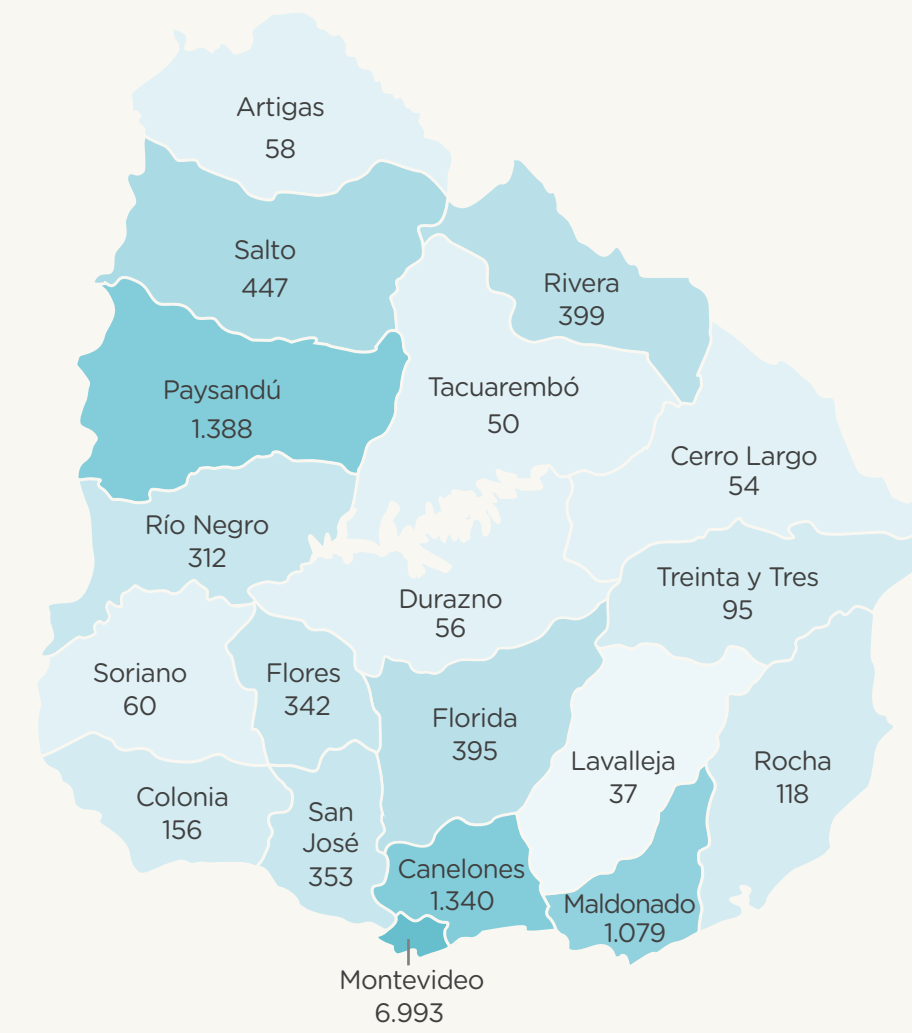 Artigas
58
Salto
447
Rivera
399
Paysandú
1.388
Tacuarembó
50
Cerro Largo
54
Río Negro
312
Treinta y Tres
95
Durazno
56
Soriano
60
Flores
342
Florida
395
Lavalleja
37
Rocha
118
Colonia
156
San
José
353
Canelones
1.340
Maldonado
1.079
Montevideo
6.993